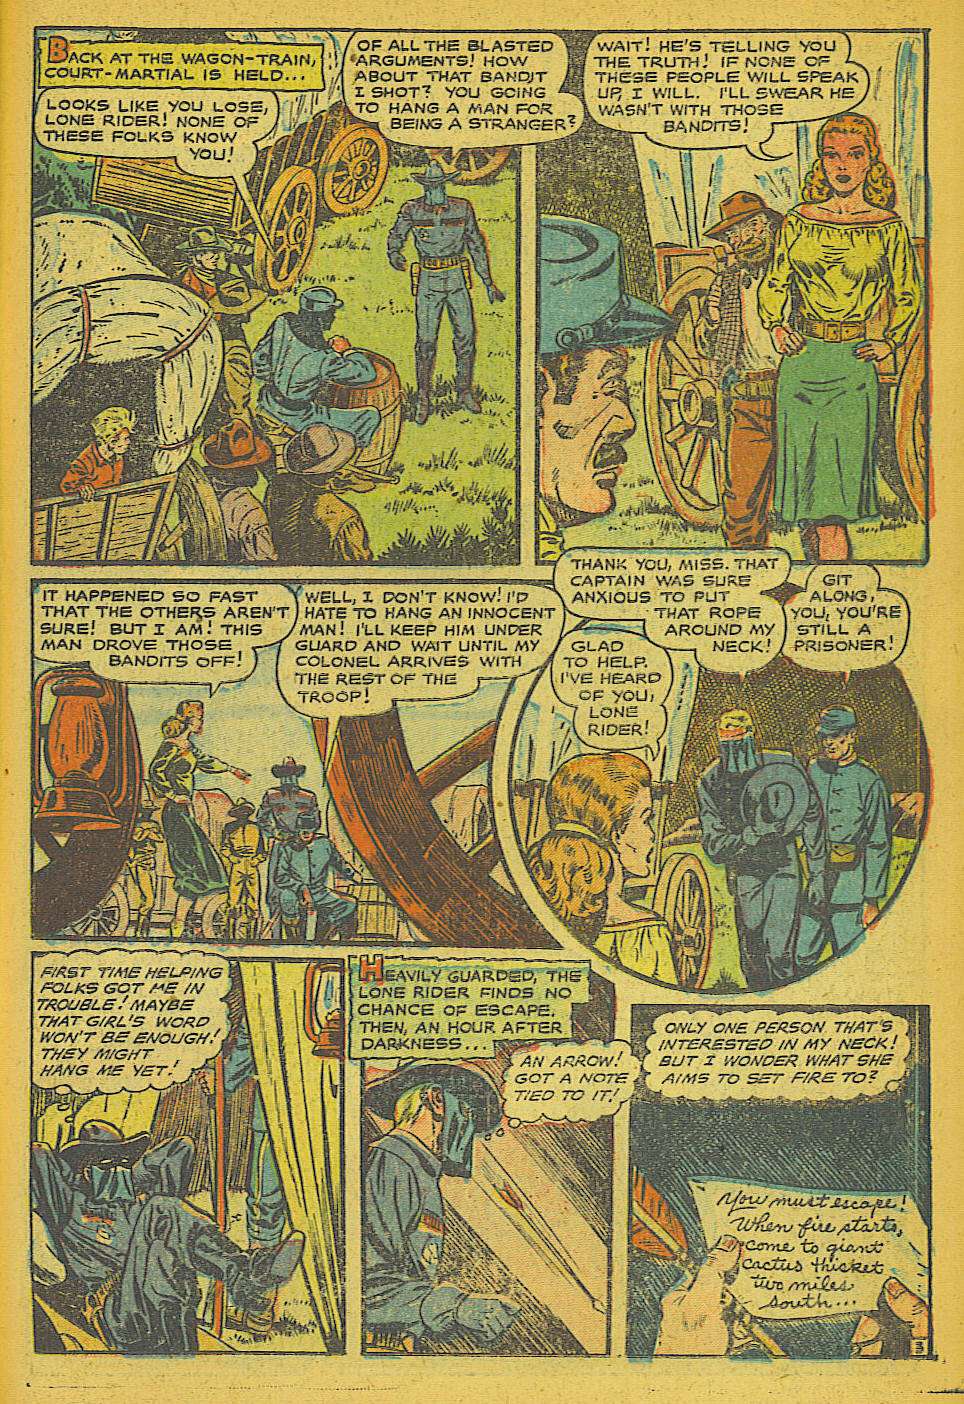 BACK AT THE WAGON-TRAIN,
COURT-MARTIAL IS HELD...
LOOKS LIKE YOU LOSE,
LONE RIDER! NONE OF
THESE FOLKS KNOW
YOU!
OF ALL THE BLASTED
ARGUMENTS! HOW
ABOUT THAT BANDIT
I SHOT? YOU GOING
TO HANG A MAN FOR
BEING A STRANGER?
WAIT! HE'S TELLING YOU
THE TRUTH! IF NONE OF
THESE PEOPLE WILL SPEAK
UP, I WILL. I'LL SWEAR HE
WASN'T WITH THOSE
BANDITS!
IT HAPPENED SO FAST
THAT THE OTHERS AREN'T
SURE! BUT I AM! THIS
MAN DROVE THOSE
BANDITS OFF!
WELL, I DON'T KNOW! I'D
HATE TO HANG AN INNOCENT
MAN! I'LL KEEP HIM UNDER
GUARD AND WAIT UNTIL MY
COLONEL ARRIVES WITH
THE REST OF THE
TROOP!
THANK YOU, MISS. THAT
CAPTAIN WAS SURE
ANXIOUS TO PUT
THAT ROPE
AROUND MY
NECK!
GLAD
TO HELP.
I'VE HEARD
OF YOU,
LONE
RIDER!
GIT
ALONG,
YOU, YOU'RE
STILL A
PRISONER!
FIRST TIME HELPING
FOLKS GOT ME IN
TROUBLE! MAYBE
THAT GIRL'S WORD
WON'T BE ENOUGH!
THEY MIGHT
HANG ME YET!
HEAVILY GUARDED, THE
LONE RIDER FINDS NO
CHANCE OF ESCAPE.
THEN, AN HOUR AFTER
DARKNESS...
AN ARROW!
GOT A NOTE
TIED TO IT!
ONLY ONE PERSON THAT'S
INTERESTED IN MY NECK!
BUT I WONDER WHAT SHE
AIMS TO SET FIRE TO?
You must escape!
When fire starts,
come to giant
cactus thicket
two miles
south...